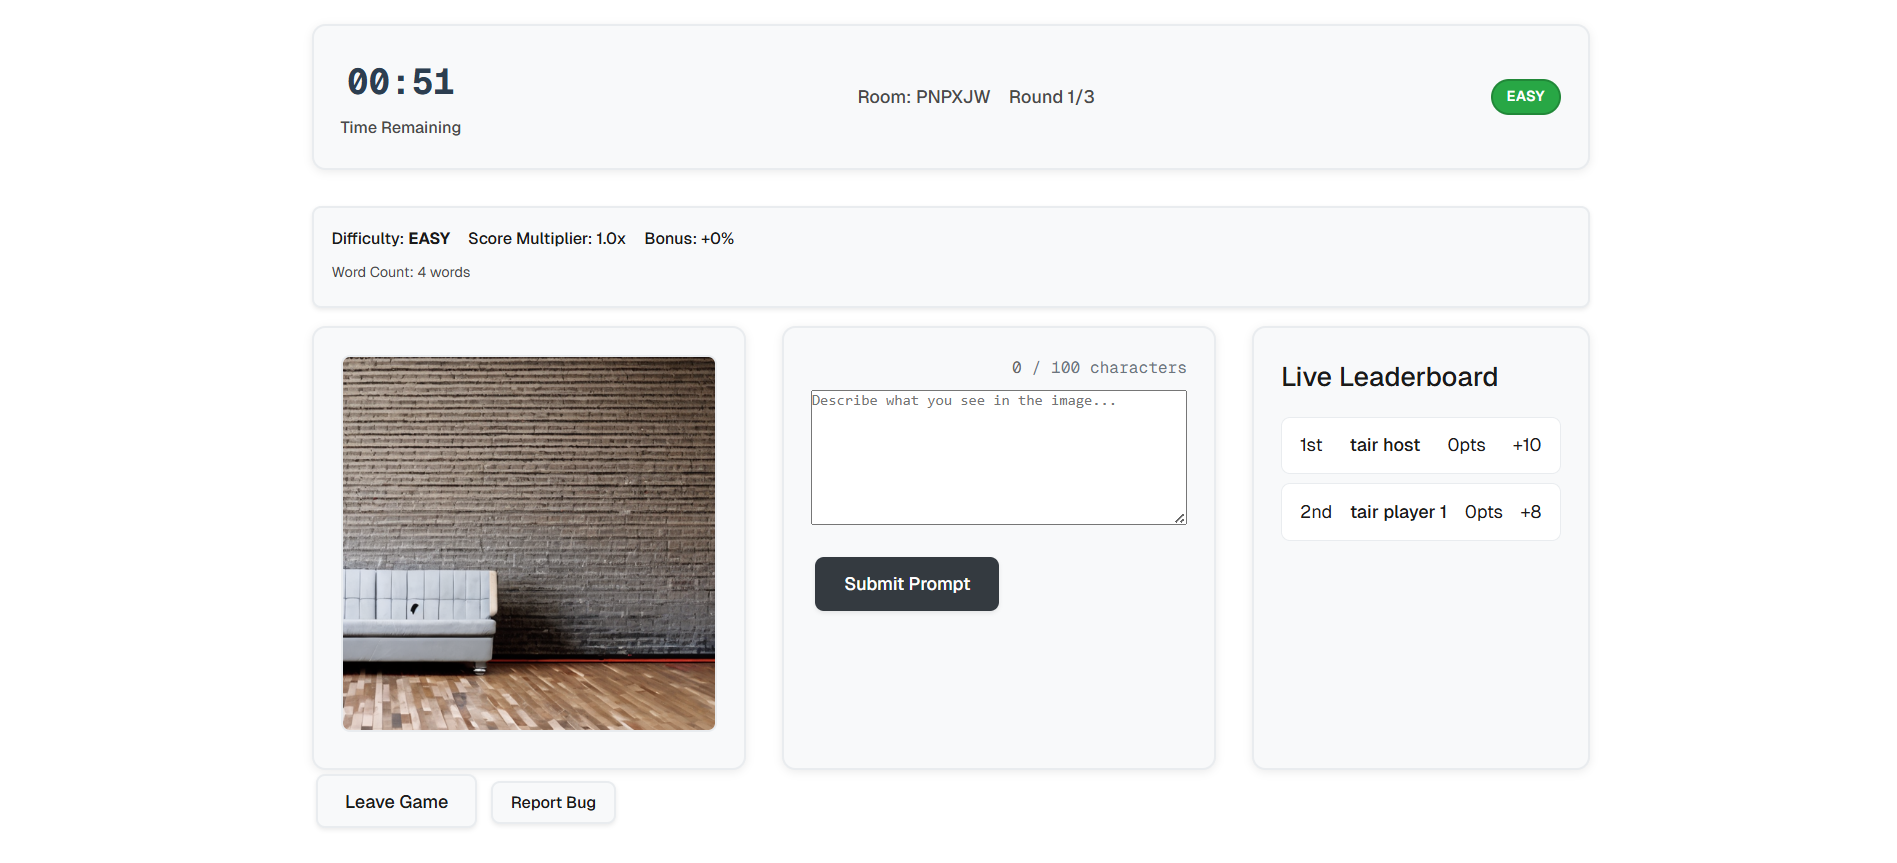 00:51
Time Remaining
Room: PNPXJW Round 1/3
EASY
Difficulty: EASY Score Multiplier: 1.0x Bonus: +0%
Word Count: 4 words
0 / 100 characters
Describe what you see in the image...
Submit Prompt
Live Leaderboard
1st tair host 0pts +10
2nd tair player 1 0pts +8
Leave Game
Report Bug